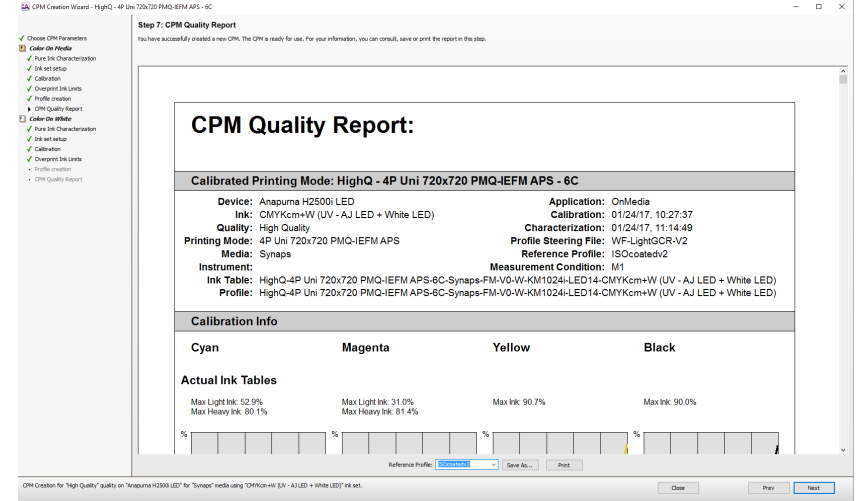 CPM Creation Wizard - HighQ - 4P Uni 720x720 PMQ-IEFM APS - 6C
Step 7: CPM Quality Report
You have successfully created a new CPM. The CPM is ready for use. For your information, you can consult, save or print the report in this step.
Choose CPM Parameters
Color On Media
Pure Ink Characterization
Ink set setup
Calibration
Overprint Ink Limits
Profile creation
CPM Quality Report
Color On White
Pure Ink Characterization
Ink set setup
Calibration
Overprint Ink Limits
Profile creation
CPM Quality Report
CPM Quality Report:
Calibrated Printing Mode: HighQ - 4P Uni 720x720 PMQ-IEFM APS - 6C
Device: Anapurna H2500i LED Application: OnMedia
Ink: CMYKcm+W (UV - AJ LED + White LED) Calibration: 01/24/17, 10:27:37
Quality: High Quality Characterization: 01/24/17, 11:14:49
Printing Mode: 4P Uni 720x720 PMQ-IEFM APS Profile Steering File: WF-LightGCR-V2
Media: Synaps Reference Profile: ISOcoatedv2
Instrument: Measurement Condition: M1
Ink Table: HighQ-4P Uni 720x720 PMQ-IEFM APS-6C-Synaps-FM-V0-W-KM1024i-LED14-CMYKcm+W (UV - AJ LED + White LED)
Profile: HighQ-4P Uni 720x720 PMQ-IEFM APS-6C-Synaps-FM-V0-W-KM1024i-LED14-CMYKcm+W (UV - AJ LED + White LED)
Calibration Info
Cyan Magenta Yellow Black
Actual Ink Tables
Max Light Ink: 52.9% Max Light Ink: 31.0% Max Ink: 90.7% Max Ink: 90.0%
Max Heavy Ink: 80.1% Max Heavy Ink: 81.4%
% % % %
Reference Profile: ISOcoatedv2 Save As... Print
CPM Creation for "High Quality" quality on "Anapurna H2500i LED" for "Synaps" media using "CMYKcm+W (UV - AJ LED + White LED)" ink set.
Close Prev Next